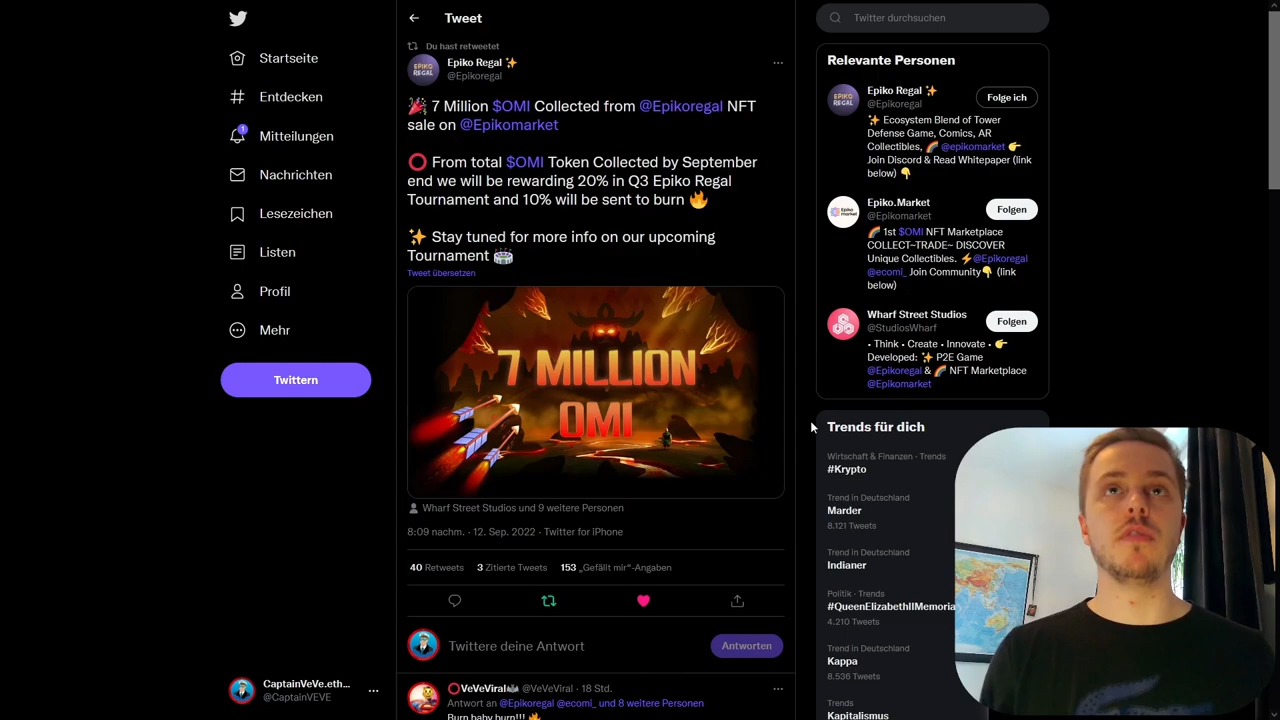 Startseite
Entdecken
1
Mitteilungen
Nachrichten
Lesezeichen
Listen
Profil
Mehr
Twittern
CaptainVeVe.eth...
@CaptainVEVE
Tweet
Du hast retweetet
EPIKO
REGAL
Epiko Regal ✨
@Epikoregal
🎉 7 Million $OMI Collected from @Epikoregal NFT
sale on @Epikomarket
⭕ From total $OMI Token Collected by September
end we will be rewarding 20% in Q3 Epiko Regal
Tournament and 10% will be sent to burn 🔥
✨ Stay tuned for more info on our upcoming
Tournament 🏟
Tweet übersetzen
7 MILLION
OMI
Wharf Street Studios und 9 weitere Personen
8:09 nachm. · 12. Sep. 2022 · Twitter for iPhone
40 Retweets 3 Zitierte Tweets 153 „Gefällt mir“-Angaben
Twittere deine Antwort
Antworten
⭕VeVeViral🦇 @VeVeViral · 18 Std.
Antwort an @Epikoregal @ecomi_ und 8 weitere Personen
Burn baby burn!!! 🔥
Twitter durchsuchen
Relevante Personen
EPIKO
REGAL
Epiko Regal ✨
@Epikoregal
Folge ich
✨ Ecosystem Blend of Tower
Defense Game, Comics, AR
Collectibles, 🌈 @epikomarket 👉
Join Discord & Read Whitepaper (link
below) 👇
Epiko
market
Epiko.Market
@Epikomarket
Folgen
🌈 1st $OMI NFT Marketplace
COLLECT~TRADE~ DISCOVER
Unique Collectibles. ⚡@Epikoregal
@ecomi_ Join Community👇 (link
below)
Wharf Street Studios
@StudiosWharf
Folgen
• Think • Create • Innovate • 👉
Developed: ✨ P2E Game
@Epikoregal & 🌈 NFT Marketplace
@Epikomarket
Trends für dich
Wirtschaft & Finanzen · Trends
#Krypto
Trend in Deutschland
Marder
8.121 Tweets
Trend in Deutschland
Indianer
Politik · Trends
#QueenElizabethIIMemoria
4.210 Tweets
Trend in Deutschland
Kappa
8.536 Tweets
Trends
Kapitalismus